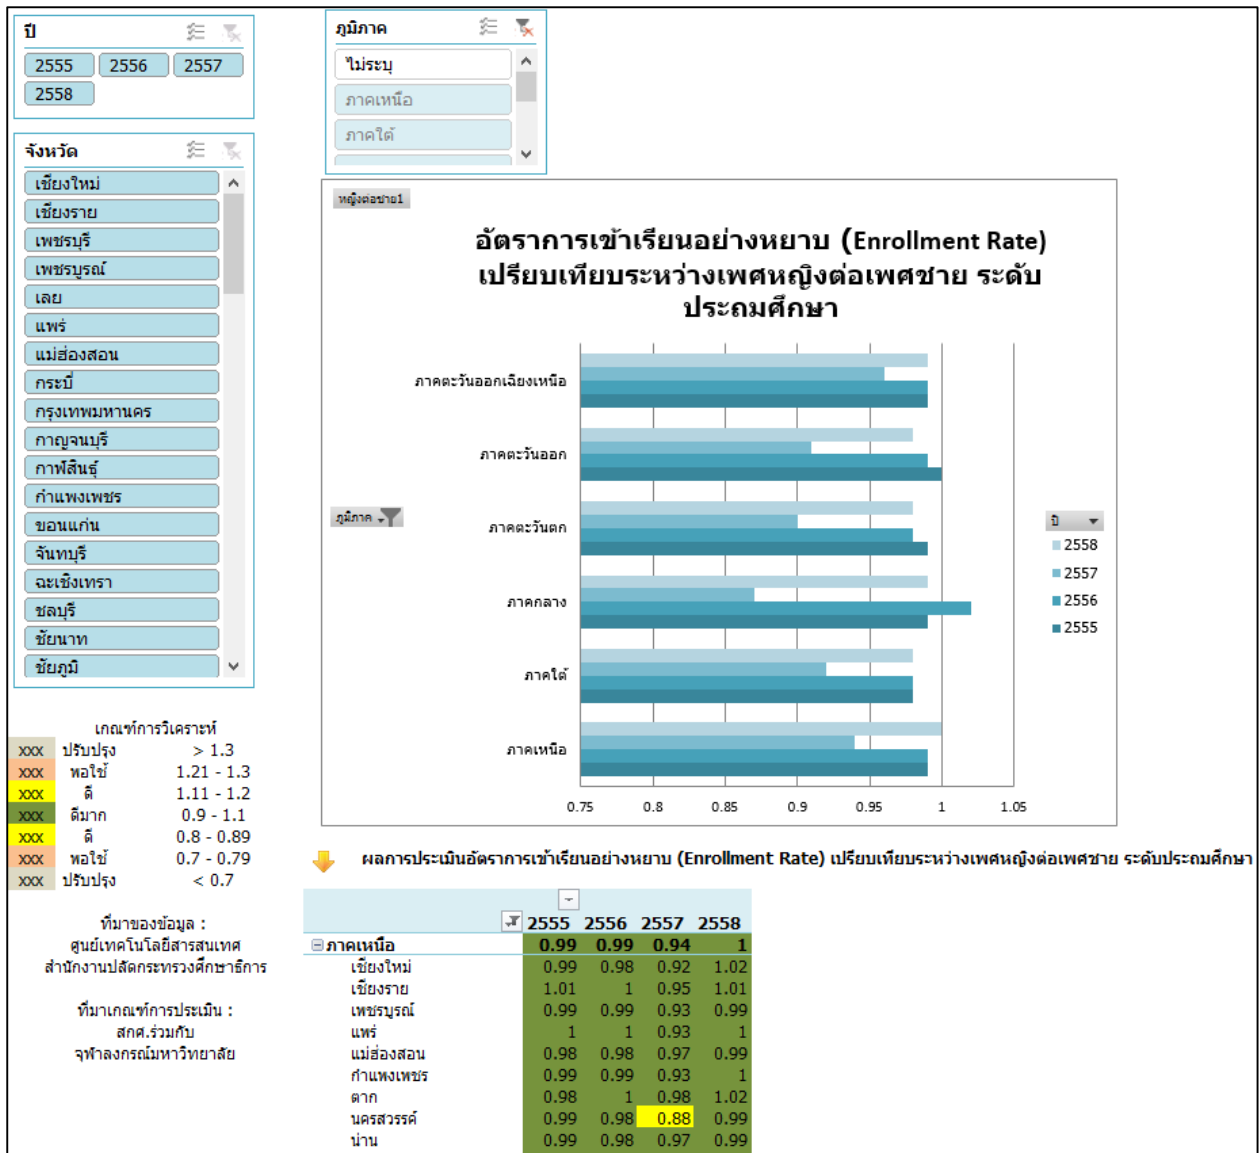 ปี
2555 2556 2557
2558
ภูมิภาค
ไม่ระบุ
ภาคเหนือ
ภาคใต้
จังหวัด
เชียงใหม่
เชียงราย
เพชรบุรี
เพชรบูรณ์
เลย
แพร่
แม่ฮ่องสอน
กระบี่
กรุงเทพมหานคร
กาญจนบุรี
กาฬสินธุ์
กำแพงเพชร
ขอนแก่น
จันทบุรี
ฉะเชิงเทรา
ชลบุรี
ชัยนาท
ชัยภูมิ
หญิงต่อชาย1
อัตราการเข้าเรียนอย่างหยาบ (Enrollment Rate)
เปรียบเทียบระหว่างเพศหญิงต่อเพศชาย ระดับ
ประถมศึกษา
ภาคตะวันออกเฉียงเหนือ
ภาคตะวันออก
ภาคตะวันตก
ภาคกลาง
ภาคใต้
ภาคเหนือ
ภูมิภาค
0.75 0.8 0.85 0.9 0.95 1 1.05
ปี
2558
2557
2556
2555
เกณฑ์การวิเคราะห์
xxx ปรับปรุง > 1.3
xxx พอใช้ 1.21 - 1.3
xxx ดี 1.11 - 1.2
xxx ดีมาก 0.9 - 1.1
xxx ดี 0.8 - 0.89
xxx พอใช้ 0.7 - 0.79
xxx ปรับปรุง < 0.7
ที่มาของข้อมูล :
ศูนย์เทคโนโลยีสารสนเทศ
สำนักงานปลัดกระทรวงศึกษาธิการ
ที่มาเกณฑ์การประเมิน :
สกศ.ร่วมกับ
จุฬาลงกรณ์มหาวิทยาลัย
ผลการประเมินอัตราการเข้าเรียนอย่างหยาบ (Enrollment Rate) เปรียบเทียบระหว่างเพศหญิงต่อเพศชาย ระดับประถมศึกษา
2555 2556 2557 2558
ภาคเหนือ 0.99 0.99 0.94 1
เชียงใหม่ 0.99 0.98 0.92 1.02
เชียงราย 1.01 1 0.95 1.01
เพชรบูรณ์ 0.99 0.99 0.93 0.99
แพร่ 1 1 0.93 1
แม่ฮ่องสอน 0.98 0.98 0.97 0.99
กำแพงเพชร 0.99 0.99 0.93 1
ตาก 0.98 1 0.98 1.02
นครสวรรค์ 0.99 0.98 0.88 0.99
น่าน 0.99 0.98 0.97 0.99